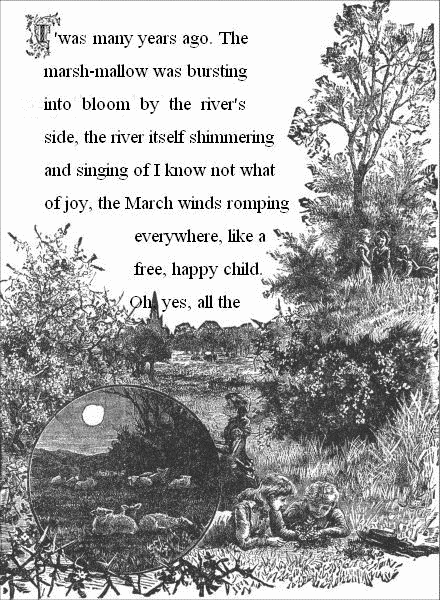 T'was many years ago. The
marsh-mallow was bursting
into bloom by the river's
side, the river itself shimmering
and singing of I know not what
of joy, the March winds romping
everywhere, like a
free, happy child.
Oh, yes, all the